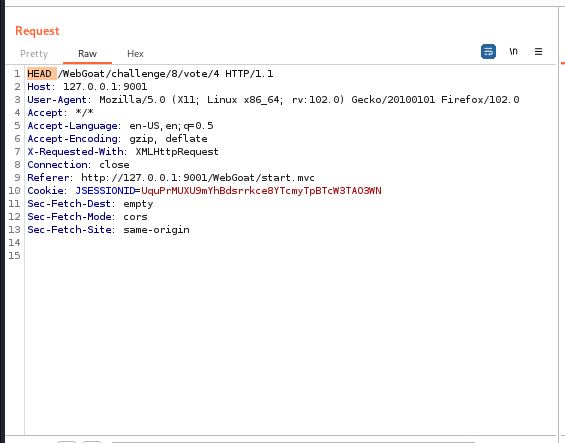 Request
Pretty Raw Hex \n
1 HEAD /WebGoat/challenge/8/vote/4 HTTP/1.1
2 Host: 127.0.0.1:9001
3 User-Agent: Mozilla/5.0 (X11; Linux x86_64; rv:102.0) Gecko/20100101 Firefox/102.0
4 Accept: */*
5 Accept-Language: en-US,en;q=0.5
6 Accept-Encoding: gzip, deflate
7 X-Requested-With: XMLHttpRequest
8 Connection: close
9 Referer: http://127.0.0.1:9001/WebGoat/start.mvc
10 Cookie: JSESSIONID=UquPrMUXU9mYhBdsrrkce8YTcmyTpBTcW3TAO3WN
11 Sec-Fetch-Dest: empty
12 Sec-Fetch-Mode: cors
13 Sec-Fetch-Site: same-origin
14
15